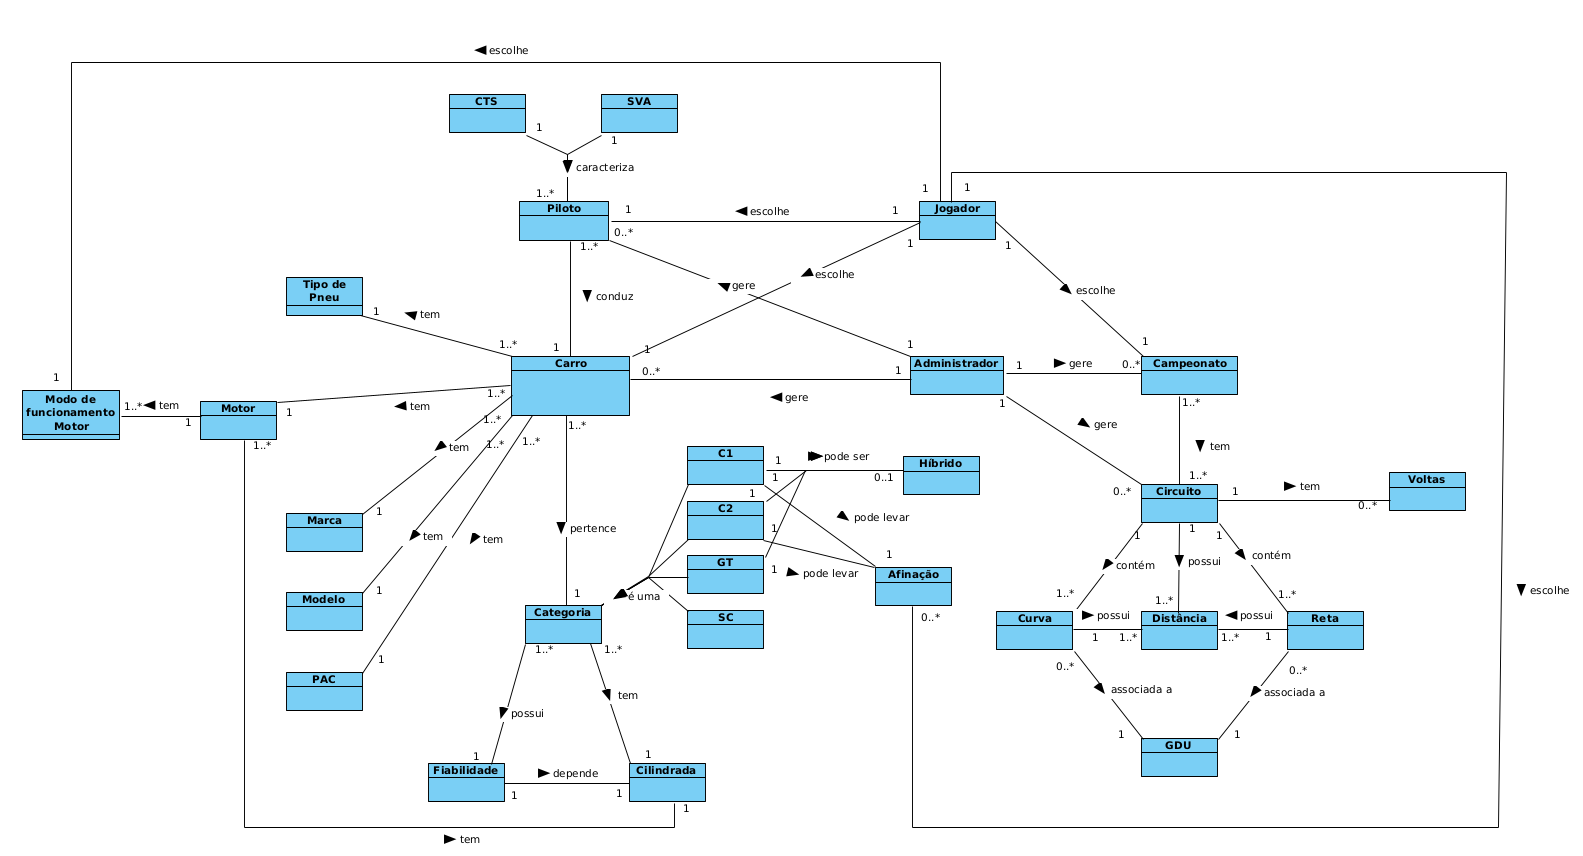 escolhe
CTS
SVA
1
1
caracteriza
1..*
Piloto
1
escolhe
1
1
1
Jogador
0..*
1..*
1
1
Tipo de
Pneu
1
tem
conduz
gere
escolhe
escolhe
1..*
1
1
1
1
Carro
0..*
1
Administrador
1
gere
0..*
Campeonato
1
Modo de
funcionamento
Motor
1..*
tem
1
Motor
1
tem
1..*
gere
1
1..*
1..*
tem
1..*
1..*
1..*
1..*
gere
tem
C1
1
pode ser
0..1
Híbrido
1
1..*
Circuito
1
tem
0..*
Voltas
0..*
C2
1
1
pode levar
Marca
1
tem
tem
pertence
1
1
1
contém
possui
contém
GT
1
pode levar
1
Afinação
0..*
Modelo
1
1
é uma
Categoria
SC
escolhe
1..*
1..*
1..*
Curva
possui
1
1..*
Distância
possui
1..*
1
Reta
1..*
1..*
PAC
1
0..*
0..*
possui
tem
associada a
associada a
1
1
GDU
1
1
Fiabilidade
depende
1
1
Cilindrada
1
tem